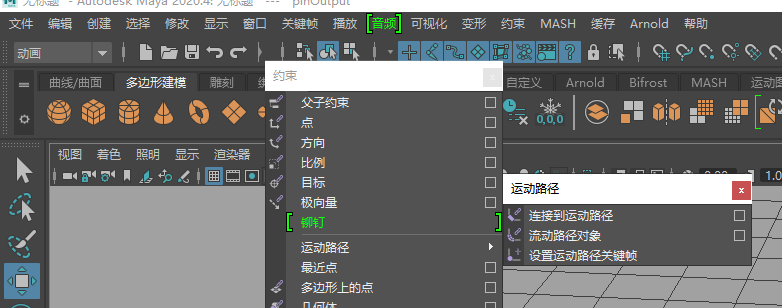 无标题 - Autodesk Maya 2020.4: 无标题 --- pinOutput
文件 编辑 创建 选择 修改 显示 窗口 关键帧 播放 音频 可视化 变形 约束 MASH 缓存 Arnold 帮助
动画
约束
曲线/曲面 多边形建模 雕刻 自定义 Arnold Bifrost MASH 运动图
父子约束
点
方向
比例
目标
极向量
铆钉
运动路径
最近点
多边形上的点
几何体
0,0,0
视图 着色 照明 显示 渲染器
运动路径 x
连接到运动路径
流动路径对象
设置运动路径关键帧